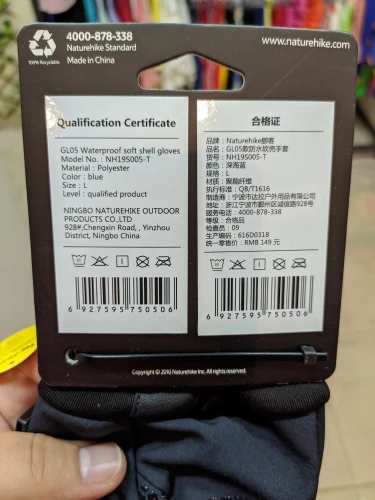 4000-878-338
Naturehike Standard
Made in China
100% Recyclable
www.naturehike.com
Qualification Certificate
GL05 Waterproof soft shell gloves
Model No.: NH19S005-T
Material : Polyester
Color : blue
Size : L
Level : qualified product
NINGBO NATUREHIKE OUTDOOR
PRODUCTS CO.,LTD
928#,Chengxin Road, , Yinzhou
District, Ningbo China
6 927595 750506
合格证
品牌：Naturehike挪客
品名：GL05款防水软壳手套
货号：NH19S005-T
颜色：深海蓝
规格：L
材质：聚酯纤维
执行标准：QB/T1616
制造商：宁波市达拉户外用品有限公司
地址：浙江宁波市鄞州区诚信路928号
服务电话：4000-878-338
等级：合格品
检查员：09
生产编码：616D0318
统一零售价：RMB 149 元
6 927595 750506
Copyright © 2010 Naturehike Inc. All rights reserved.